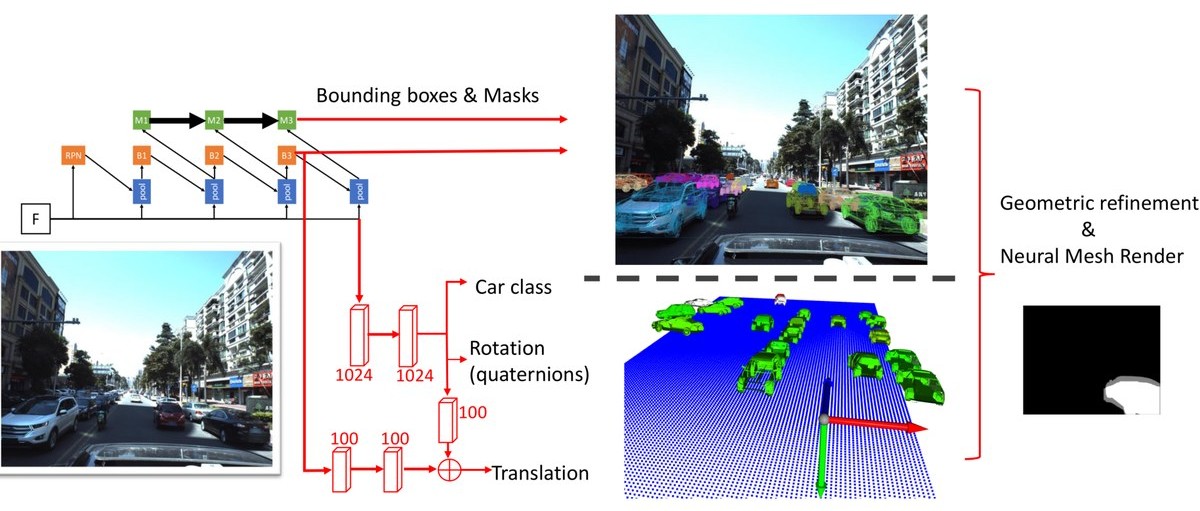 Bounding boxes & Masks
M1
M2
M3
RPN
B1
B2
B3
pool
pool
pool
pool
F
Car class
Rotation
(quaternions)
1024
1024
100
100
100
Translation
Geometric refinement
&
Neural Mesh Render